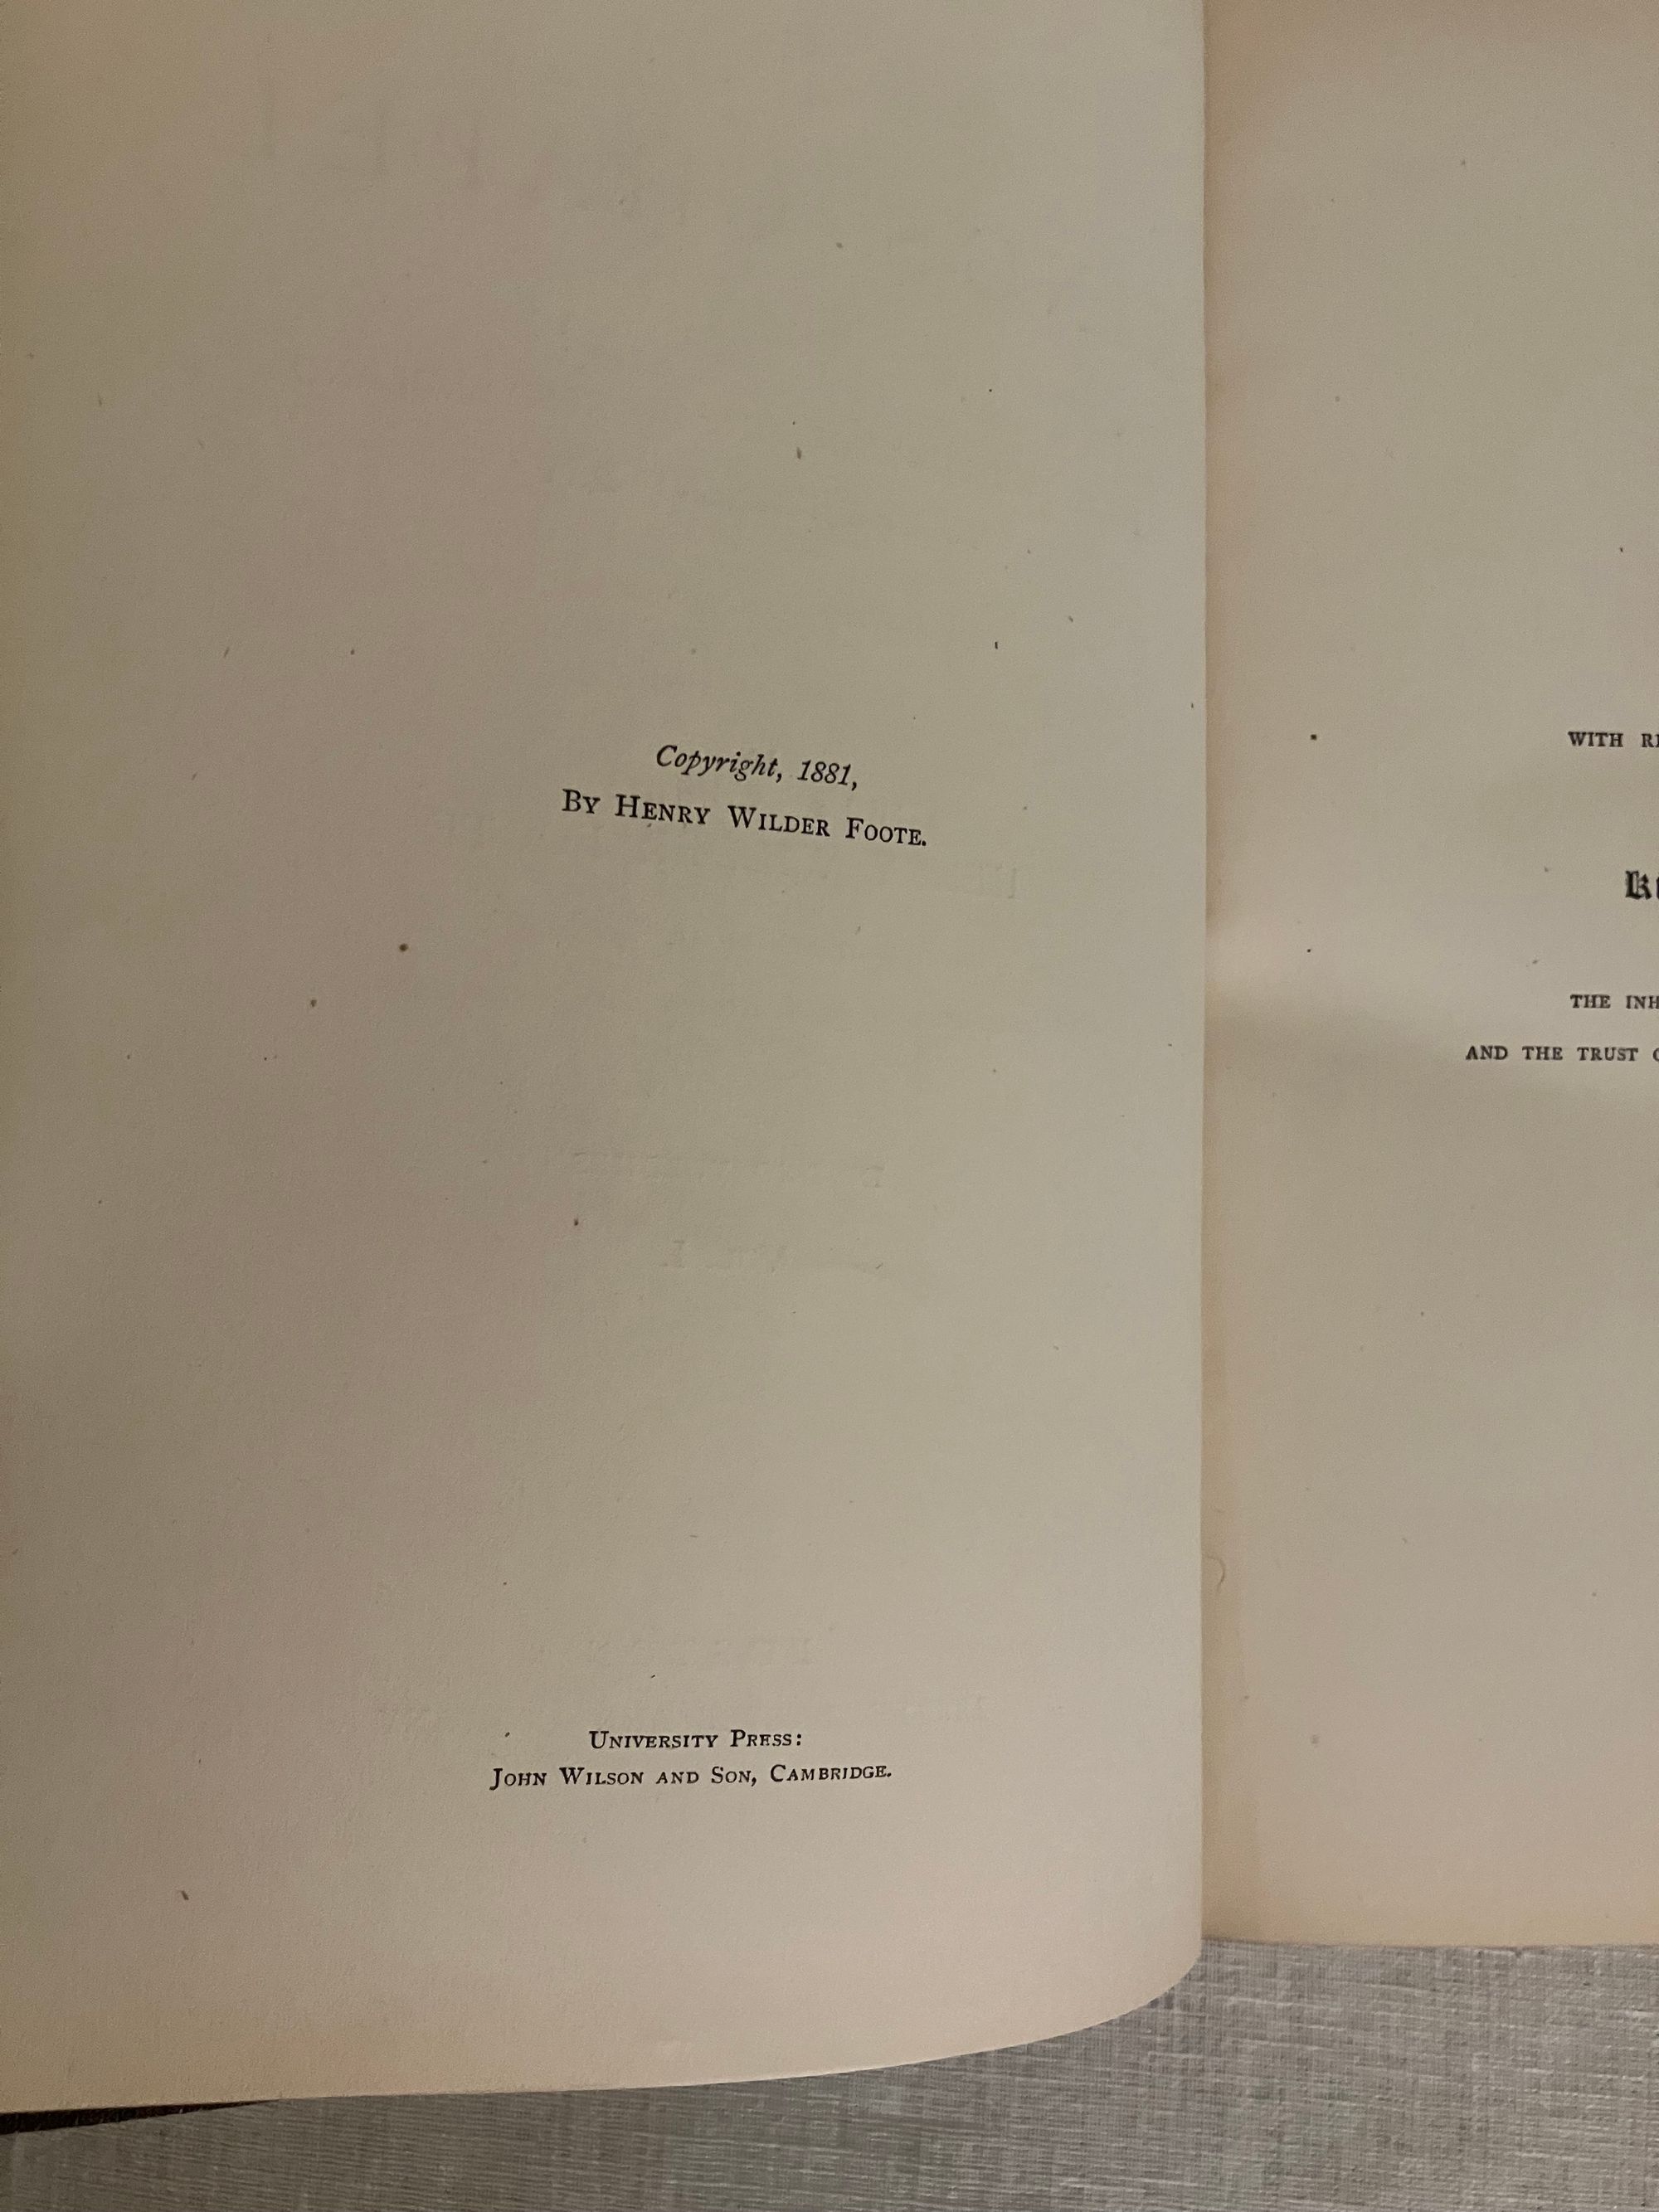 Copyright, 1881,
By Henry Wilder Foote.
University Press:
John Wilson and Son, Cambridge.
WITH
THE
AND THE TRUST